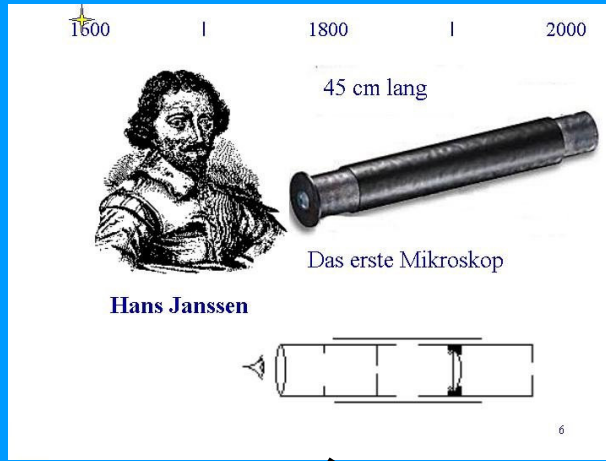 1600 | 1800 | 2000
45 cm lang
Das erste Mikroskop
Hans Janssen
6